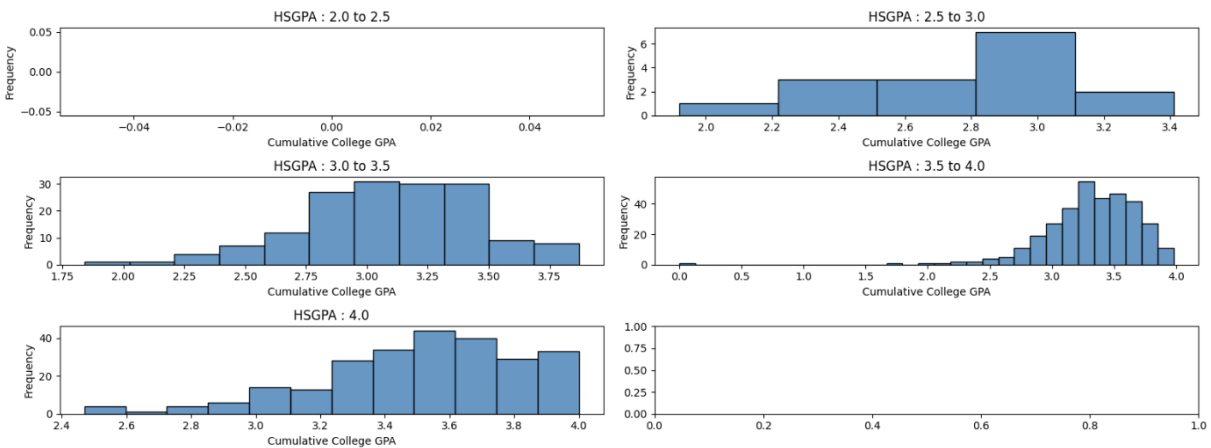 HSGPA : 2.0 to 2.5
Frequency
0.05
0.00
−0.05
−0.04 −0.02 0.00 0.02 0.04
Cumulative College GPA
HSGPA : 2.5 to 3.0
Frequency
6
4
2
0
2.0 2.2 2.4 2.6 2.8 3.0 3.2 3.4
Cumulative College GPA
HSGPA : 3.0 to 3.5
Frequency
30
20
10
0
1.75 2.00 2.25 2.50 2.75 3.00 3.25 3.50 3.75
Cumulative College GPA
HSGPA : 3.5 to 4.0
Frequency
40
20
0
0.0 0.5 1.0 1.5 2.0 2.5 3.0 3.5 4.0
Cumulative College GPA
HSGPA : 4.0
Frequency
40
20
0
2.4 2.6 2.8 3.0 3.2 3.4 3.6 3.8 4.0
Cumulative College GPA
1.00
0.75
0.50
0.25
0.00
0.0 0.2 0.4 0.6 0.8 1.0